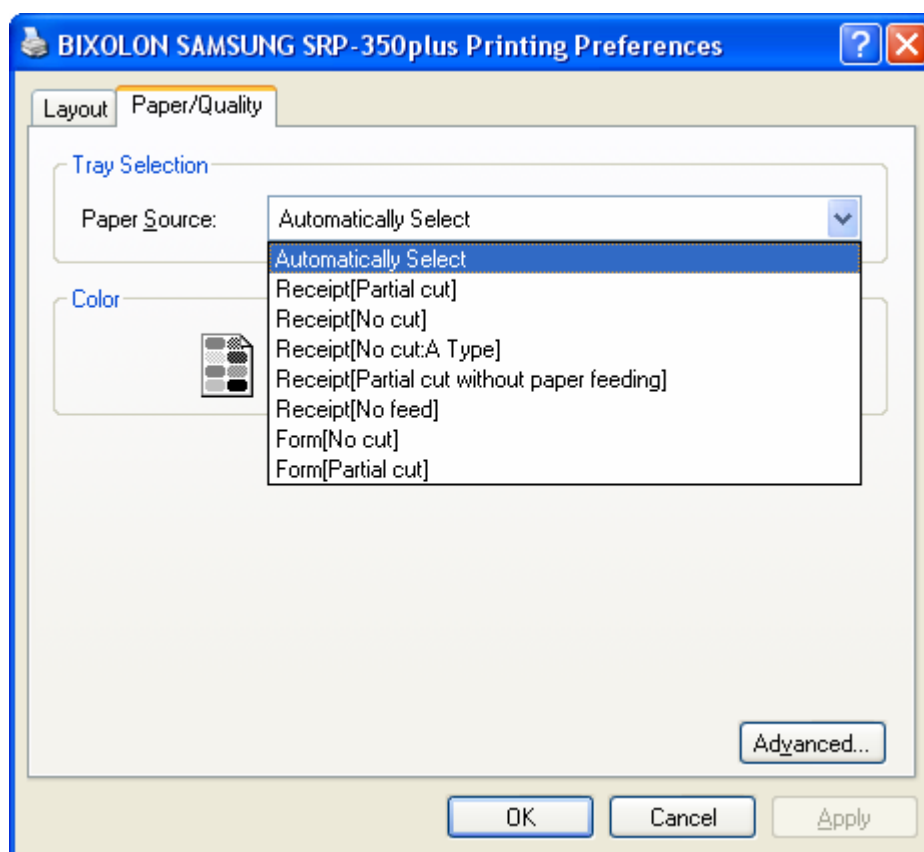 BIXOLON SAMSUNG SRP-350plus Printing Preferences
Layout
Paper/Quality
Tray Selection
Paper Source:
Automatically Select
Automatically Select
Receipt[Partial cut]
Receipt[No cut]
Receipt[No cut:A Type]
Receipt[Partial cut without paper feeding]
Receipt[No feed]
Form[No cut]
Form[Partial cut]
Color
Advanced...
OK
Cancel
Apply